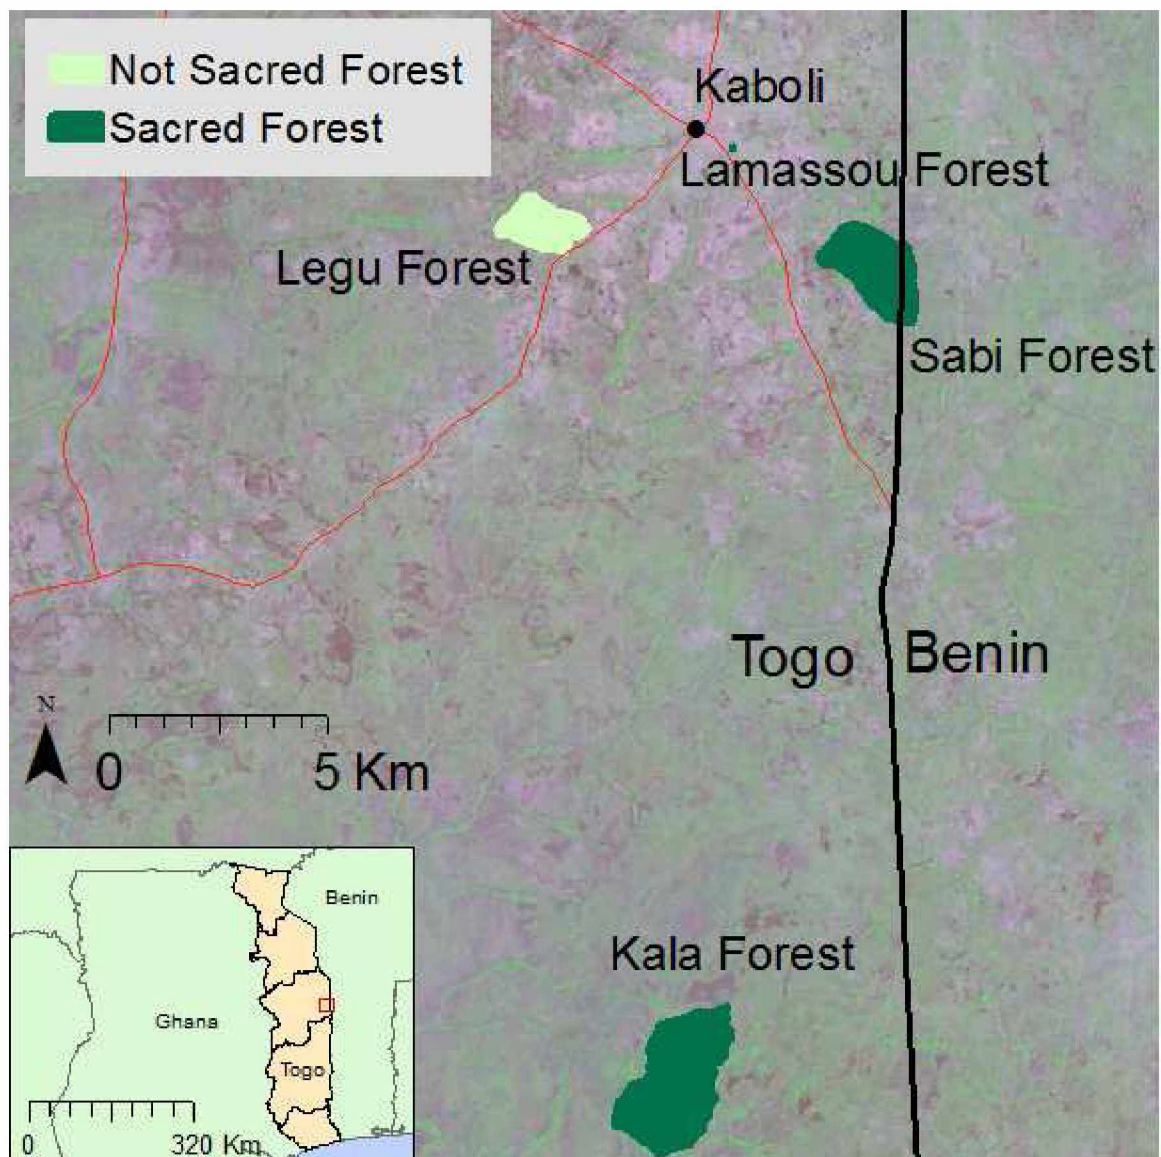 Not Sacred Forest
Sacred Forest
Kaboli
Lamassou Forest
Legu Forest
Sabi Forest
Togo
Benin
N
0
5 Km
Kala Forest
Benin
Ghana
Togo
0
320 Km